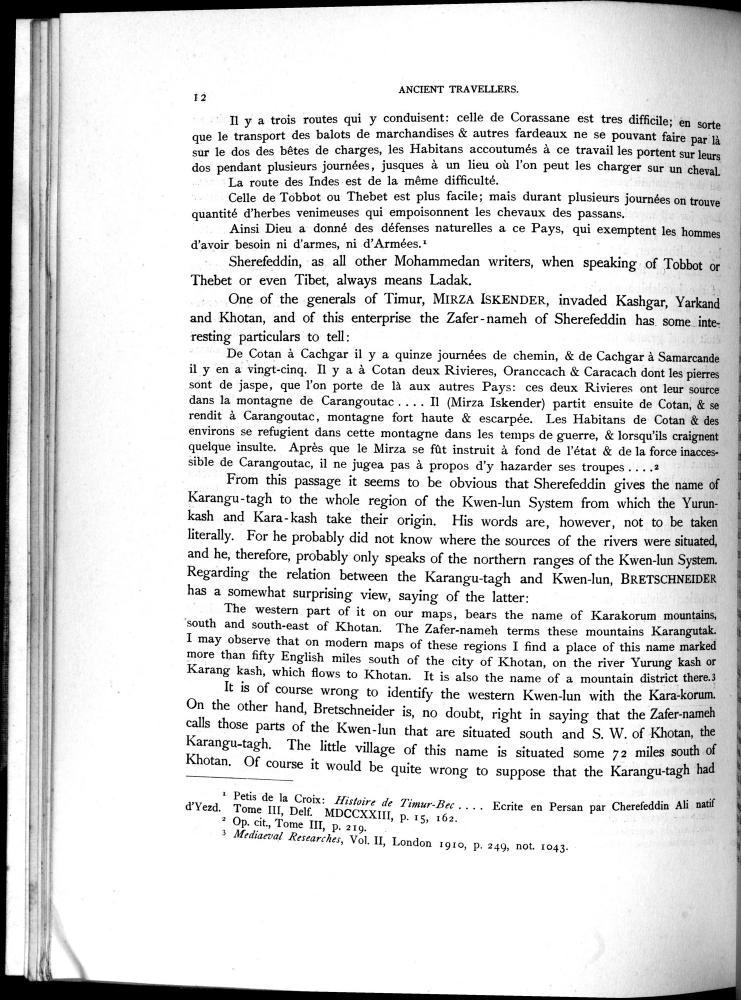 12
ANCIENT TRAVELLERS.
Il y a trois routes qui y conduisent: celle de Corassane est tres difficile; en sorte
que le transport des balots de marchandises & autres fardeaux ne se pouvant faire par là
sur le dos des bêtes de charges, les Habitans accoutumés à ce travail les portent sur leurs
dos pendant plusieurs journées, jusques à un lieu où l'on peut les charger sur un cheval.
La route des Indes est de la même difficulté.
Celle de Tobbot ou Thebet est plus facile; mais durant plusieurs journées on trouve
quantité d'herbes venimeuses qui empoisonnent les chevaux des passans.
Ainsi Dieu a donné des défenses naturelles a ce Pays, qui exemptent les hommes
d'avoir besoin ni d'armes, ni d'Armées.¹
Sherefeddin, as all other Mohammedan writers, when speaking of Tobbot or
Thebet or even Tibet, always means Ladak.
One of the generals of Timur, MIRZA ISKENDER, invaded Kashgar, Yarkand
and Khotan, and of this enterprise the Zafer-nameh of Sherefeddin has some inte-
resting particulars to tell:
De Cotan à Cachgar il y a quinze journées de chemin, & de Cachgar à Samarcande
il y en a vingt-cinq. Il y a à Cotan deux Rivieres, Oranccach & Caracach dont les pierres
sont de jaspe, que l'on porte de là aux autres Pays: ces deux Rivieres ont leur source
dans la montagne de Carangoutac .... Il (Mirza Iskender) partit ensuite de Cotan, & se
rendit à Carangoutac, montagne fort haute & escarpée. Les Habitans de Cotan & des
environs se refugient dans cette montagne dans les temps de guerre, & lorsqu'ils craignent
quelque insulte. Après que le Mirza se fût instruit à fond de l'état & de la force inacces-
sible de Carangoutac, il ne jugea pas à propos d'y hazarder ses troupes ....²
From this passage it seems to be obvious that Sherefeddin gives the name of
Karangu-tagh to the whole region of the Kwen-lun System from which the Yurun-
kash and Kara-kash take their origin. His words are, however, not to be taken
literally. For he probably did not know where the sources of the rivers were situated,
and he, therefore, probably only speaks of the northern ranges of the Kwen-lun System.
Regarding the relation between the Karangu-tagh and Kwen-lun, BRETSCHNEIDER
has a somewhat surprising view, saying of the latter:
The western part of it on our maps, bears the name of Karakorum mountains,
south and south-east of Khotan. The Zafer-nameh terms these mountains Karangutak.
I may observe that on modern maps of these regions I find a place of this name marked
more than fifty English miles south of the city of Khotan, on the river Yurung kash or
Karang kash, which flows to Khotan. It is also the name of a mountain district there.³
It is of course wrong to identify the western Kwen-lun with the Kara-korum.
On the other hand, Bretschneider is, no doubt, right in saying that the Zafer-nameh
calls those parts of the Kwen-lun that are situated south and S. W. of Khotan, the
Karangu-tagh. The little village of this name is situated some 72 miles south of
Khotan. Of course it would be quite wrong to suppose that the Karangu-tagh had
¹ Petis de la Croix: Histoire de Timur-Bec .... Ecrite en Persan par Cherefeddin Ali natif
d'Yezd. Tome III, Delf. MDCCXXIII, p. 15, 162.
² Op. cit., Tome III, p. 219.
³ Mediaeval Researches, Vol. II, London 1910, p. 249, not. 1043.